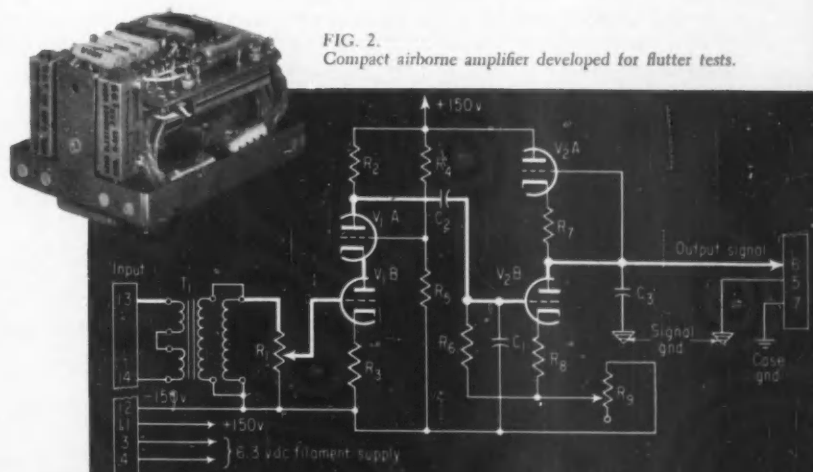 FIG. 2.
Compact airborne amplifier developed for flutter tests.
+150v
R2
R4
V2A
C2
V1A
R7
Output signal
Input
T1
V1B
V2B
6
5
7
13
R5
C3
R1
Signal gnd
R6
C1
R8
Case gnd
R3
R9
14
-150v
12
11
+150v
3
6.3 vdc filament supply
4